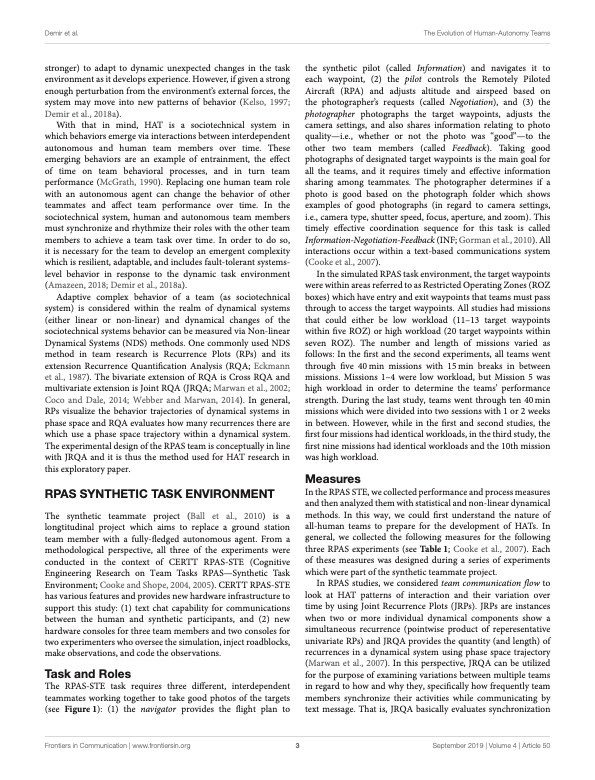 Demir et al.
The Evolution of Human-Autonomy Teams
stronger) to adapt to dynamic unexpected changes in the task
environment as it develops experience. However, if given a strong
enough perturbation from the environment's external forces, the
system may move into new patterns of behavior (Kelso, 1997;
Demir et al., 2018a).
With that in mind, HAT is a sociotechnical system in
which behaviors emerge via interactions between interdependent
autonomous and human team members over time. These
emerging behaviors are an example of entrainment, the effect
of time on team behavioral processes, and in turn team
performance (McGrath, 1990). Replacing one human team role
with an autonomous agent can change the behavior of other
teammates and affect team performance over time. In the
sociotechnical system, human and autonomous team members
must synchronize and rhythmize their roles with the other team
members to achieve a team task over time. In order to do so,
it is necessary for the team to develop an emergent complexity
which is resilient, adaptable, and includes fault-tolerant systems-
level behavior in response to the dynamic task environment
(Amazeen, 2018; Demir et al., 2018a).
Adaptive complex behavior of a team (as sociotechnical
system) is considered within the realm of dynamical systems
(either linear or non-linear) and dynamical changes of the
sociotechnical systems behavior can be measured via Non-linear
Dynamical Systems (NDS) methods. One commonly used NDS
method in team research is Recurrence Plots (RPs) and its
extension Recurrence Quantification Analysis (RQA; Eckmann
et al., 1987). The bivariate extension of RQA is Cross RQA and
multivariate extension is Joint RQA (JRQA; Marwan et al., 2002;
Coco and Dale, 2014; Webber and Marwan, 2014). In general,
RPs visualize the behavior trajectories of dynamical systems in
phase space and RQA evaluates how many recurrences there are
which use a phase space trajectory within a dynamical system.
The experimental design of the RPAS team is conceptually in line
with JRQA and it is thus the method used for HAT research in
this exploratory paper.
RPAS SYNTHETIC TASK ENVIRONMENT
The synthetic teammate project (Ball et al., 2010) is a
longtitudinal project which aims to replace a ground station
team member with a fully-fledged autonomous agent. From a
methodological perspective, all three of the experiments were
conducted in the context of CERTT RPAS-STE (Cognitive
Engineering Research on Team Tasks RPAS—Synthetic Task
Environment; Cooke and Shope, 2004, 2005). CERTT RPAS-STE
has various features and provides new hardware infrastructure to
support this study: (1) text chat capability for communications
between the human and synthetic participants, and (2) new
hardware consoles for three team members and two consoles for
two experimenters who oversee the simulation, inject roadblocks,
make observations, and code the observations.
Task and Roles
The RPAS-STE task requires three different, interdependent
teammates working together to take good photos of the targets
(see Figure 1): (1) the navigator provides the flight plan to
the synthetic pilot (called Information) and navigates it to
each waypoint, (2) the pilot controls the Remotely Piloted
Aircraft (RPA) and adjusts altitude and airspeed based on
the photographer's requests (called Negotiation), and (3) the
photographer photographs the target waypoints, adjusts the
camera settings, and also shares information relating to photo
quality—i.e., whether or not the photo was "good"—to the
other two team members (called Feedback). Taking good
photographs of designated target waypoints is the main goal for
all the teams, and it requires timely and effective information
sharing among teammates. The photographer determines if a
photo is good based on the photograph folder which shows
examples of good photographs (in regard to camera settings,
i.e., camera type, shutter speed, focus, aperture, and zoom). This
timely effective coordination sequence for this task is called
Information-Negotiation-Feedback (INF; Gorman et al., 2010). All
interactions occur within a text-based communications system
(Cooke et al., 2007).
In the simulated RPAS task environment, the target waypoints
were within areas referred to as Restricted Operating Zones (ROZ
boxes) which have entry and exit waypoints that teams must pass
through to access the target waypoints. All studies had missions
that could either be low workload (11–13 target waypoints
within five ROZ) or high workload (20 target waypoints within
seven ROZ). The number and length of missions varied as
follows: In the first and the second experiments, all teams went
through five 40 min missions with 15 min breaks in between
missions. Missions 1–4 were low workload, but Mission 5 was
high workload in order to determine the teams' performance
strength. During the last study, teams went through ten 40 min
missions which were divided into two sessions with 1 or 2 weeks
in between. However, while in the first and second studies, the
first four missions had identical workloads, in the third study, the
first nine missions had identical workloads and the 10th mission
was high workload.
Measures
In the RPAS STE, we collected performance and process measures
and then analyzed them with statistical and non-linear dynamical
methods. In this way, we could first understand the nature of
all-human teams to prepare for the development of HATs. In
general, we collected the following measures for the following
three RPAS experiments (see Table 1; Cooke et al., 2007). Each
of these measures was designed during a series of experiments
which were part of the synthetic teammate project.
In RPAS studies, we considered team communication flow to
look at HAT patterns of interaction and their variation over
time by using Joint Recurrence Plots (JRPs). JRPs are instances
when two or more individual dynamical components show a
simultaneous recurrence (pointwise product of reperesentative
univariate RPs) and JRQA provides the quantity (and length) of
recurrences in a dynamical system using phase space trajectory
(Marwan et al., 2007). In this perspective, JRQA can be utilized
for the purpose of examining variations between multiple teams
in regard to how and why they, specifically how frequently team
members synchronize their activities while communicating by
text message. That is, JRQA basically evaluates synchronization
Frontiers in Communication | www.frontiersin.org
3
September 2019 | Volume 4 | Article 50